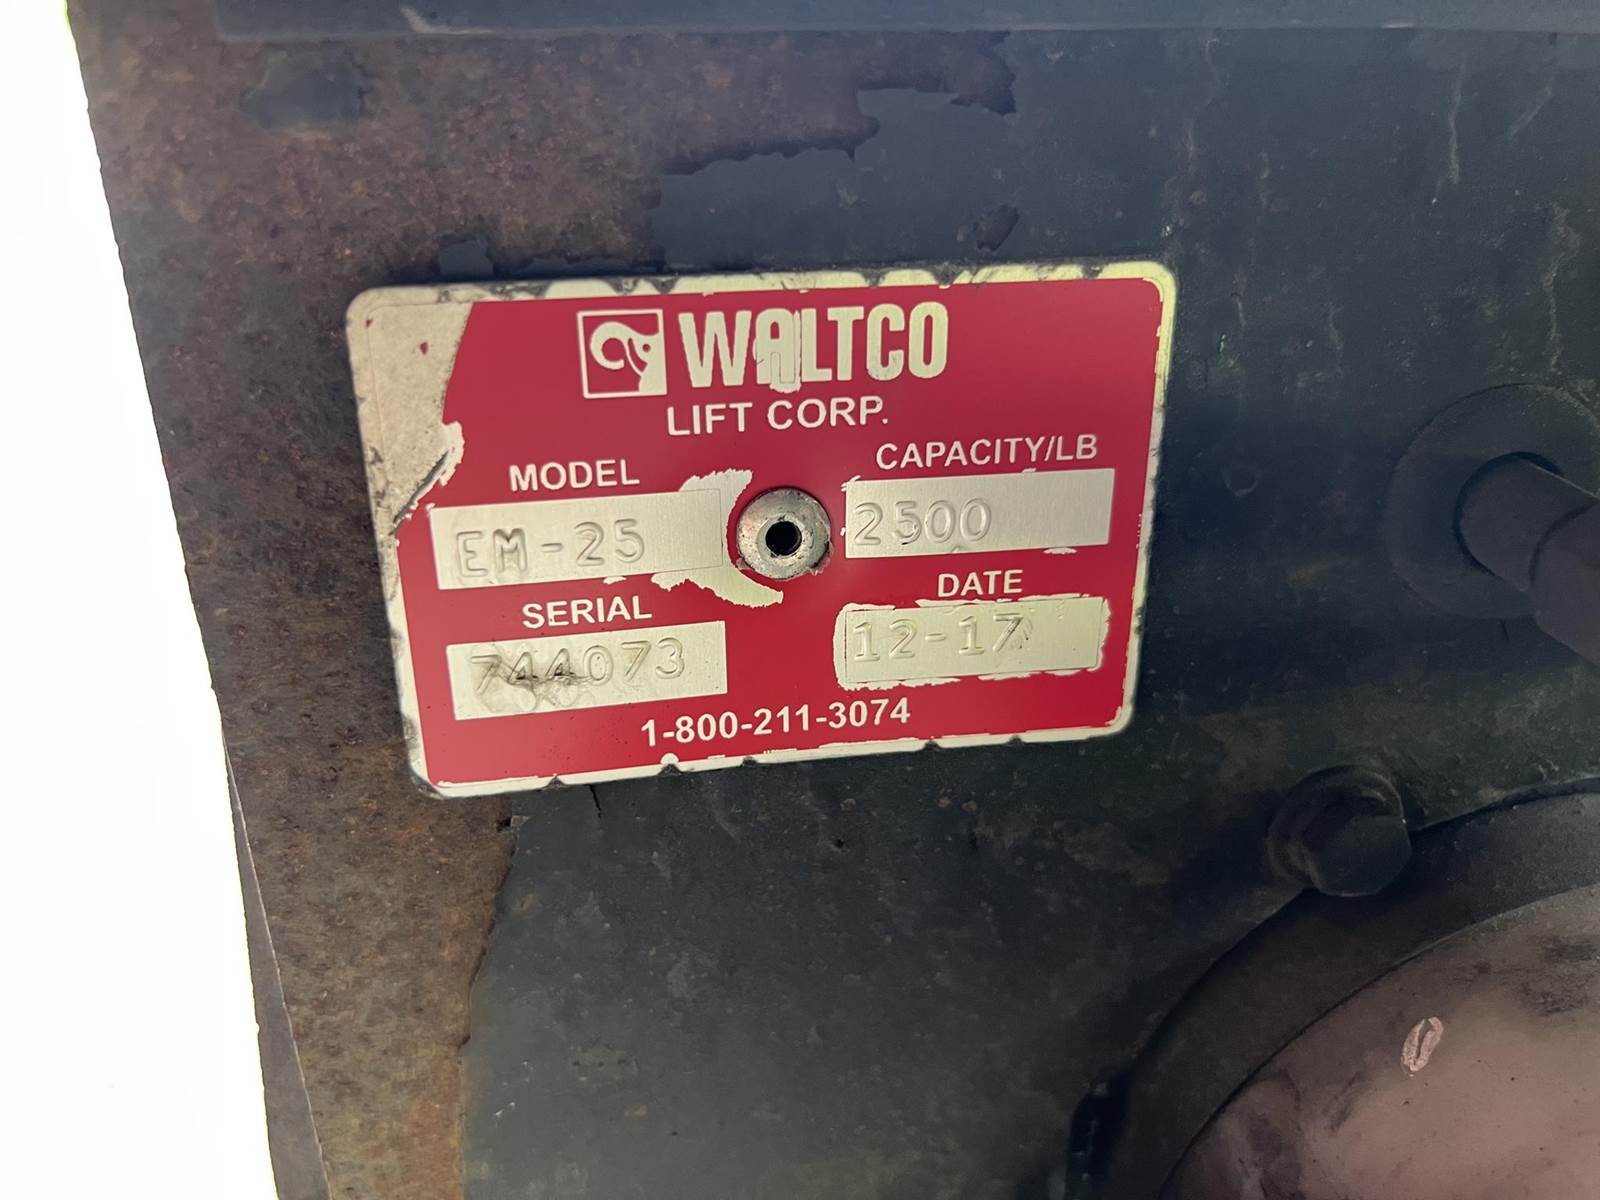 WALTCO
LIFT CORP.
MODEL
CAPACITY/LB
EM-25
2500
SERIAL
DATE
744073
12-17
1-800-211-3074